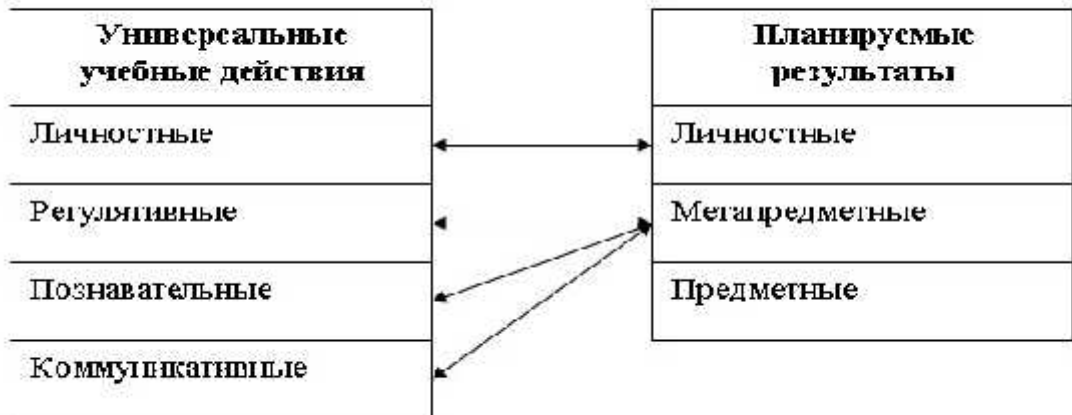 Универсальные
учебные действия
Личностные
Регулятивные
Познавательные
Коммуникативные
Планируемые
результаты
Личностные
Метапредметные
Предметные